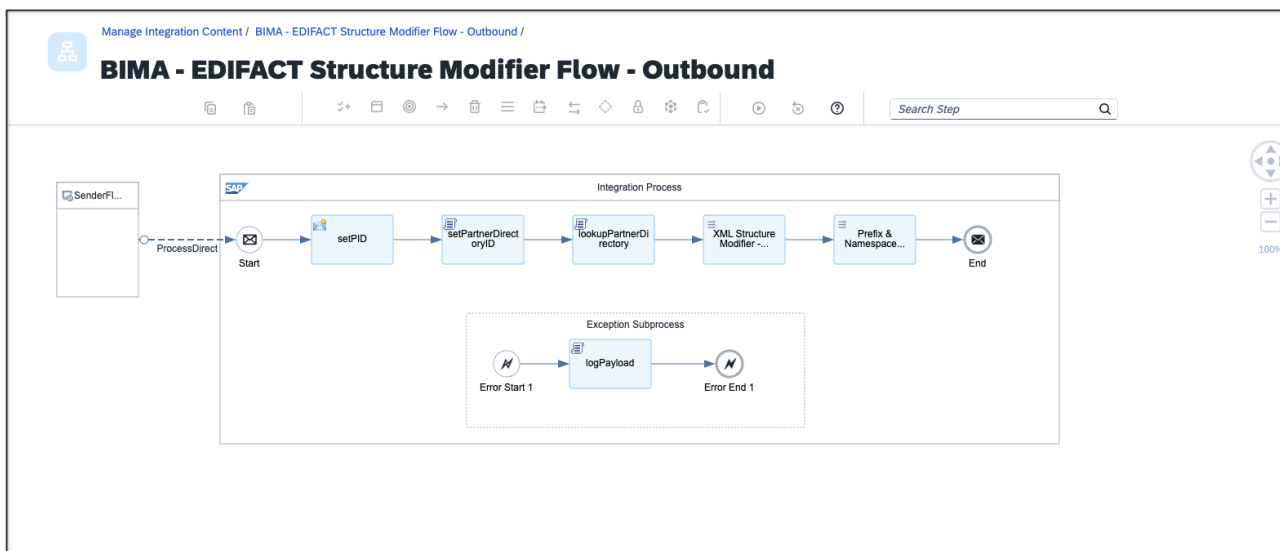 Manage Integration Content / BIMA - EDIFACT Structure Modifier Flow - Outbound /
BIMA - EDIFACT Structure Modifier Flow - Outbound
Search Step
SenderFl...
SAP
Integration Process
ProcessDirect
Start
setPID
setPartnerDirect
oryID
lookupPartnerDi
rectory
XML Structure
Modifier -...
Prefix &
Namespace...
End
100%
Exception Subprocess
Error Start 1
logPayload
Error End 1